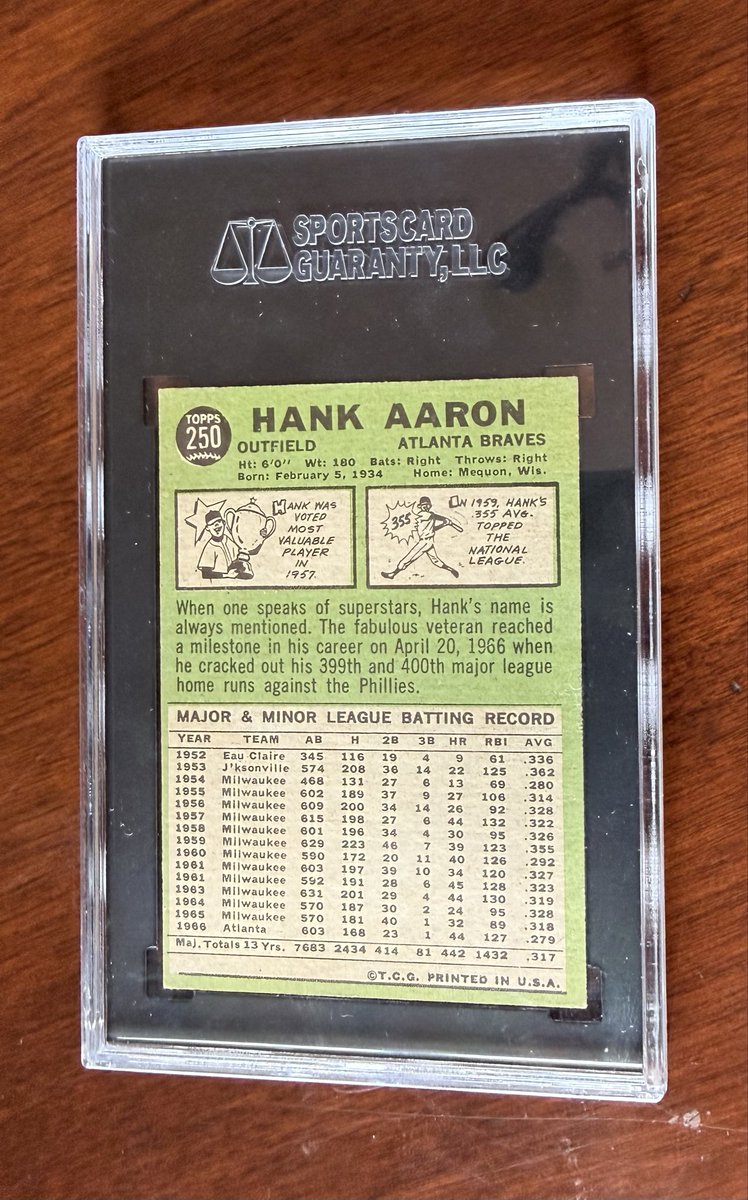 SPORTSCARD
GUARANTY, LLC
TOPPS
250
HANK AARON
OUTFIELD ATLANTA BRAVES
Ht: 6'0" Wt: 180 Bats: Right Throws: Right
Born: February 5, 1934 Home: Mequon, Wis.
HANK WAS
VOTED
MOST
VALUABLE
PLAYER
IN
1957.
355
IN 1959, HANK'S
355 AVG.
TOPPED
THE
NATIONAL
LEAGUE.
When one speaks of superstars, Hank's name is
always mentioned. The fabulous veteran reached
a milestone in his career on April 20, 1966 when
he cracked out his 399th and 400th major league
home runs against the Phillies.
MAJOR & MINOR LEAGUE BATTING RECORD
YEAR TEAM AB H 2B 3B HR RBI AVG
1952 Eau Claire 345 116 19 4 9 61 .336
1953 J'ksonville 574 208 36 14 22 125 .362
1954 Milwaukee 468 131 27 6 13 69 .280
1955 Milwaukee 602 189 37 9 27 106 .314
1956 Milwaukee 609 200 34 14 26 92 .328
1957 Milwaukee 615 198 27 6 44 132 .322
1958 Milwaukee 601 196 34 4 30 95 .326
1959 Milwaukee 629 223 46 7 39 123 .355
1960 Milwaukee 590 172 20 11 40 126 .292
1961 Milwaukee 603 197 39 10 34 120 .327
1961 Milwaukee 592 191 28 6 45 128 .323
1963 Milwaukee 631 201 29 4 44 130 .319
1964 Milwaukee 570 187 30 2 24 95 .328
1965 Milwaukee 570 181 40 1 32 89 .318
1966 Atlanta 603 168 23 1 44 127 .279
Maj. Totals 13 Yrs. 7683 2434 414 81 442 1432 .317
©T.C.G. PRINTED IN U.S.A.